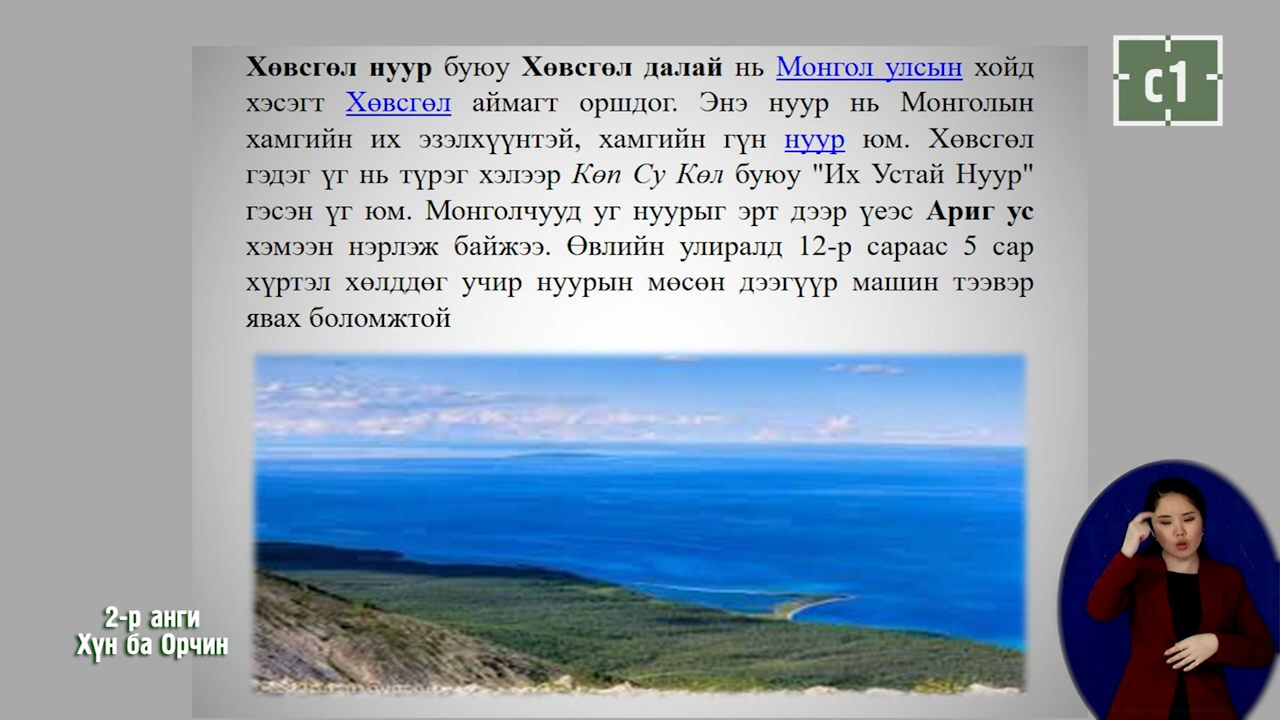 Хөвсгөл нуур буюу Хөвсгөл далай нь Монгол улсын хойд
хэсэгт Хөвсгөл аймагт оршдог. Энэ нуур нь Монголын
хамгийн их эзэлхүүнтэй, хамгийн гүн нуур юм. Хөвсгөл
гэдэг үг нь түрэг хэлээр Көп Су Көл буюу "Их Устай Нуур"
гэсэн үг юм. Монголчууд уг нуурыг эрт дээр үеэс Ариг ус
хэмээн нэрлэж байжээ. Өвлийн улиралд 12-р сараас 5 сар
хүртэл хөлддөг учир нуурын мөсөн дээгүүр машин тээвэр
явах боломжтой
c1
2-р анги
Хүн ба Орчин